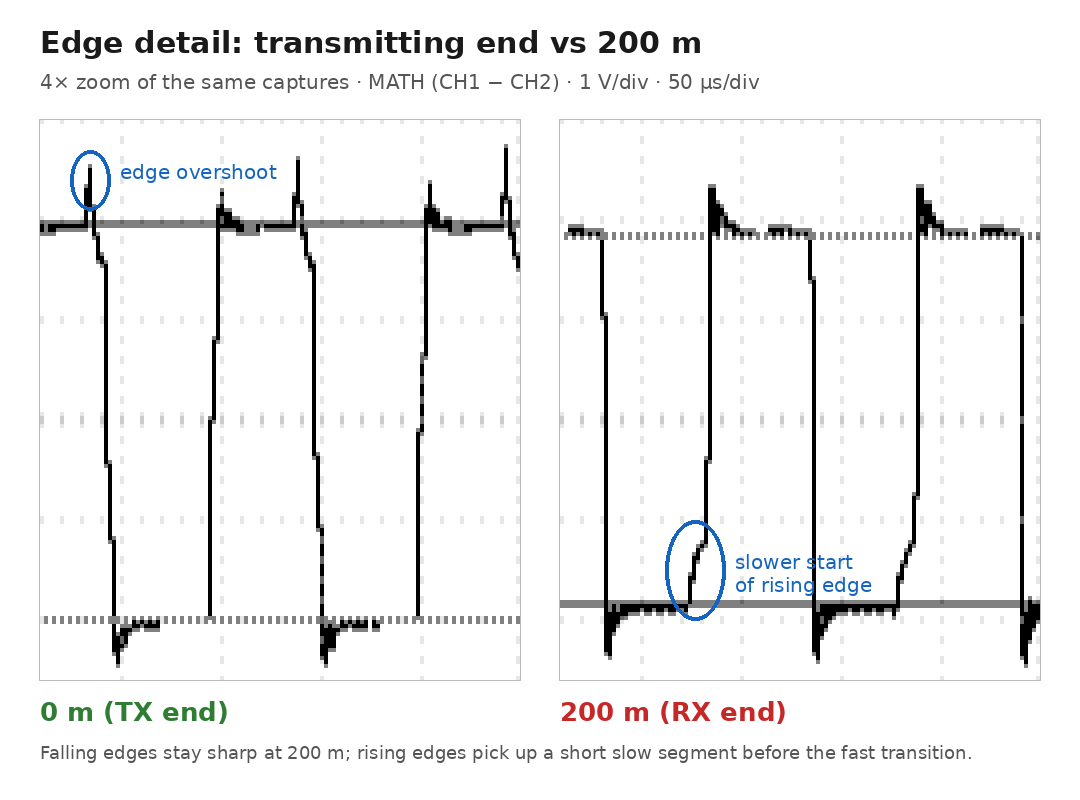 Edge detail: transmitting end vs 200 m
4× zoom of the same captures · MATH (CH1 − CH2) · 1 V/div · 50 µs/div
edge overshoot
slower start
of rising edge
0 m (TX end)
200 m (RX end)
Falling edges stay sharp at 200 m; rising edges pick up a short slow segment before the fast transition.